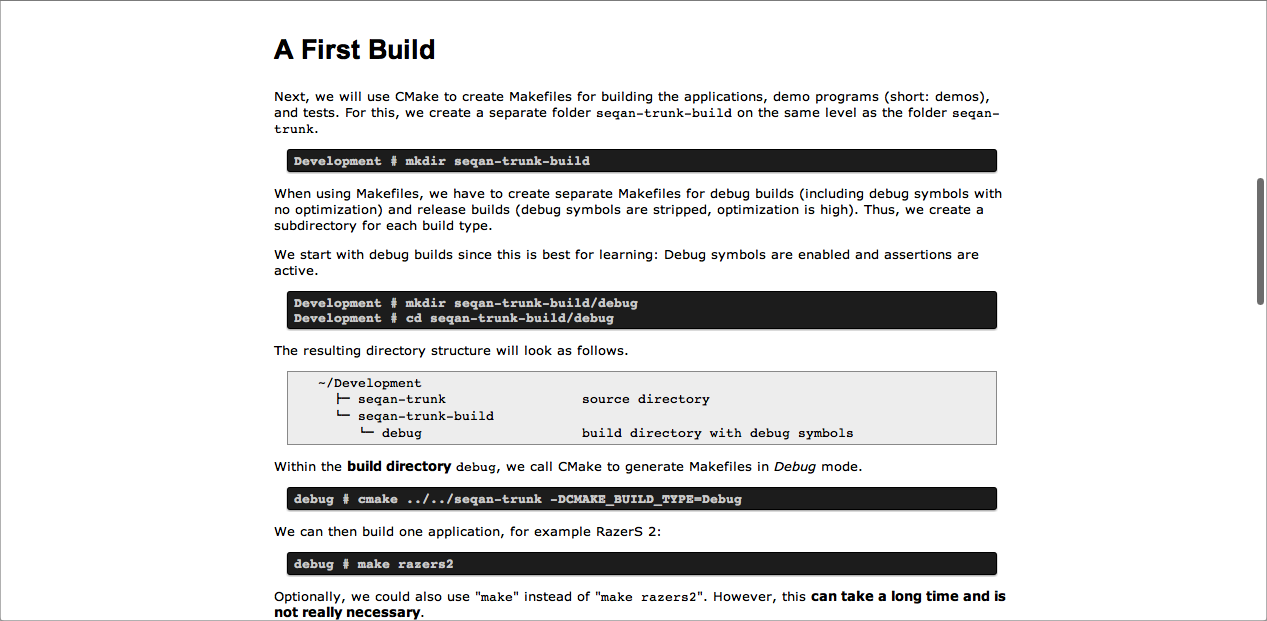 A First Build
Next, we will use CMake to create Makefiles for building the applications, demo programs (short: demos),
and tests. For this, we create a separate folder seqan-trunk-build on the same level as the folder seqan-
trunk.
Development # mkdir seqan-trunk-build
When using Makefiles, we have to create separate Makefiles for debug builds (including debug symbols with
no optimization) and release builds (debug symbols are stripped, optimization is high). Thus, we create a
subdirectory for each build type.
We start with debug builds since this is best for learning: Debug symbols are enabled and assertions are
active.
Development # mkdir seqan-trunk-build/debug
Development # cd seqan-trunk-build/debug
The resulting directory structure will look as follows.
~/Development
├─ seqan-trunk source directory
└─ seqan-trunk-build
└─ debug build directory with debug symbols
Within the build directory debug, we call CMake to generate Makefiles in Debug mode.
debug # cmake ../../seqan-trunk -DCMAKE_BUILD_TYPE=Debug
We can then build one application, for example RazerS 2:
debug # make razers2
Optionally, we could also use "make" instead of "make razers2". However, this can take a long time and is
not really necessary.